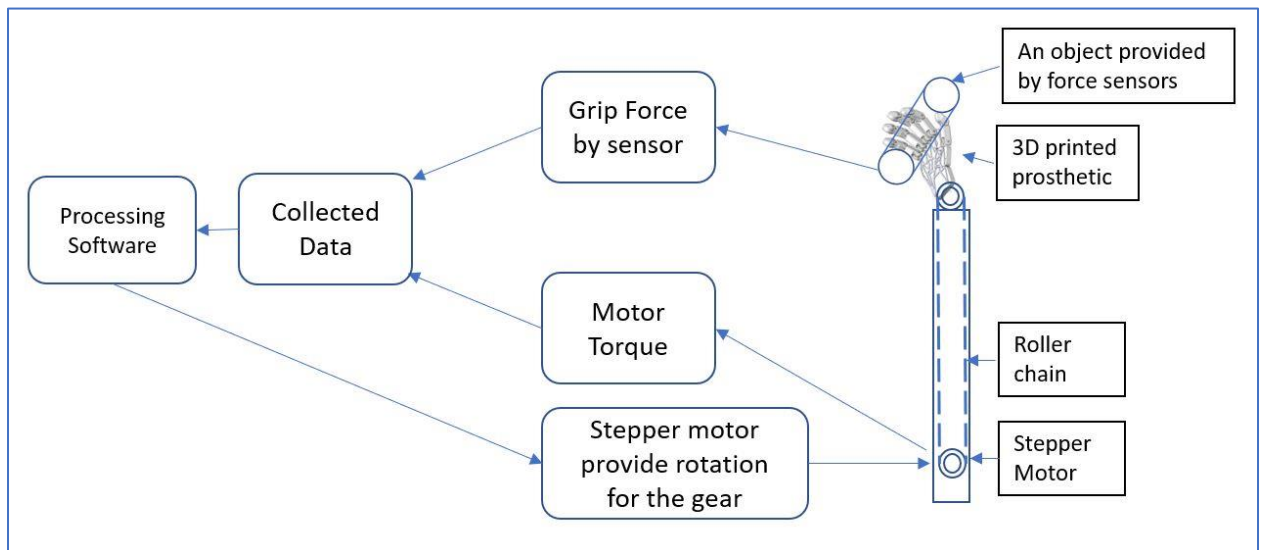 An object provided
by force sensors
Grip Force
by sensor
3D printed
prosthetic
Processing
Software
Collected
Data
Motor
Torque
Roller
chain
Stepper motor
provide rotation
for the gear
Stepper
Motor